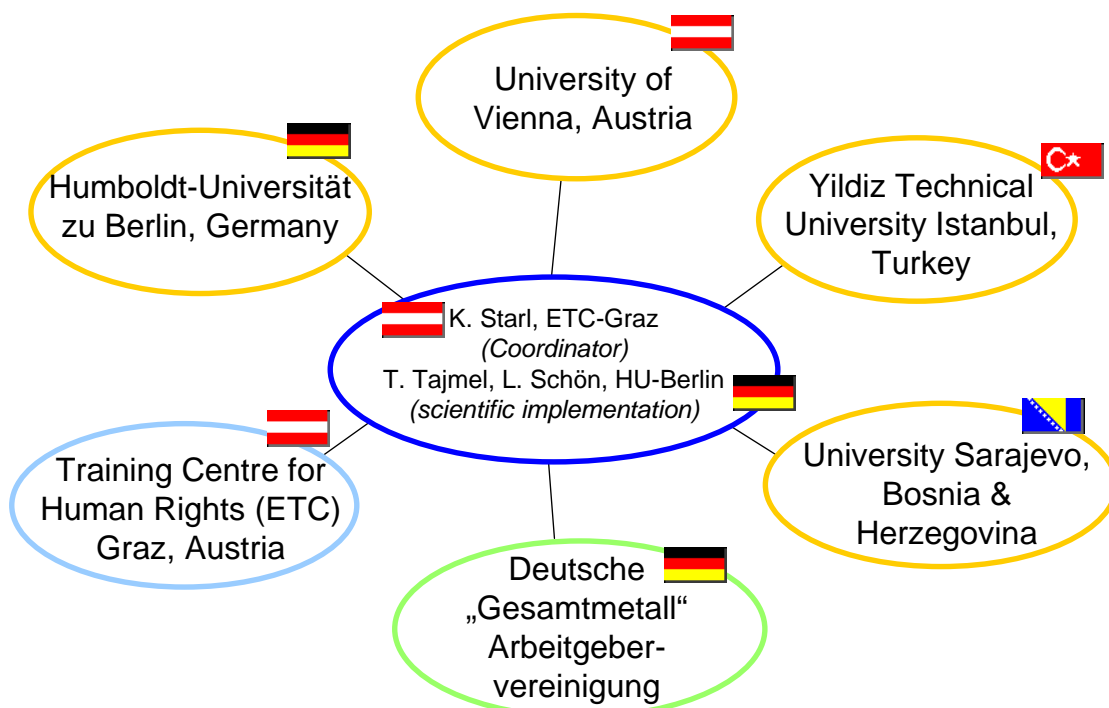 University of
Vienna, Austria
Humboldt-Universität
zu Berlin, Germany
Yildiz Technical
University Istanbul,
Turkey
K. Starl, ETC-Graz
(Coordinator)
T. Tajmel, L. Schön, HU-Berlin
(scientific implementation)
Training Centre for
Human Rights (ETC)
Graz, Austria
University Sarajevo,
Bosnia &
Herzegovina
Deutsche
„Gesamtmetall“
Arbeitgeber-
vereinigung